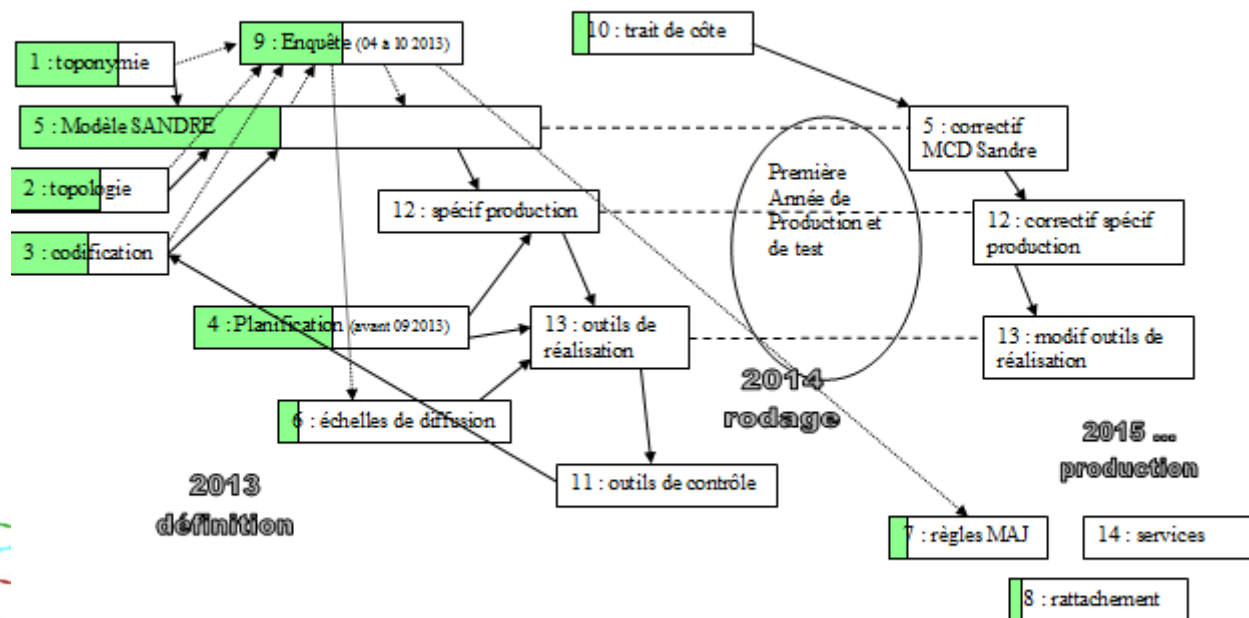 1 : toponymie
9 : Enquête (04 a 10 2013)
10 : trait de côte
5 : Modèle SANDRE
5 : correctif
MCD Sandre
2 : topologie
12 : spécif production
Première
Année de
Production et
de test
12 : correctif spécif
production
3 : codification
4 : Planification (avant 09 2013)
13 : outils de
réalisation
13 : modif outils de
réalisation
2014
rodage
6 : échelles de diffusion
2015 ...
production
11 : outils de contrôle
2013
définition
7 : règles MAJ
14 : services
8 : rattachement